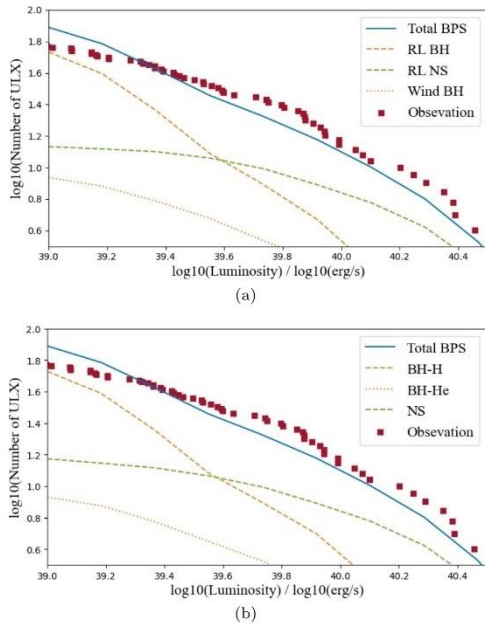 2.0
1.8
1.6
1.4
1.2
1.0
0.8
0.6
log10(Number of ULX)
Total BPS
RL BH
RL NS
Wind BH
Obsevation
39.0 39.2 39.4 39.6 39.8 40.0 40.2 40.4
log10(Luminosity) / log10(erg/s)
(a)
2.0
1.8
1.6
1.4
1.2
1.0
0.8
0.6
log10(Number of ULX)
Total BPS
BH-H
BH-He
NS
Obsevation
39.0 39.2 39.4 39.6 39.8 40.0 40.2 40.4
log10(Luminosity) / log10(erg/s)
(b)